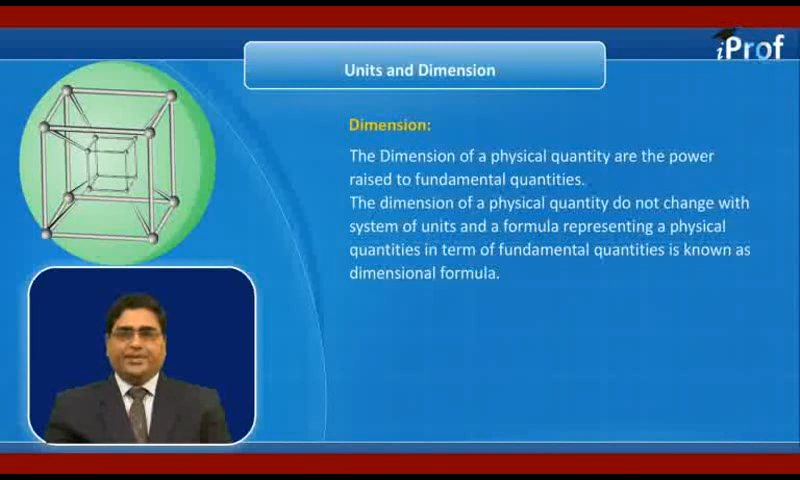 iProf
Units and Dimension
Dimension:
The Dimension of a physical quantity are the power
raised to fundamental quantities.
The dimension of a physical quantity do not change with
system of units and a formula representing a physical
quantities in term of fundamental quantities is known as
dimensional formula.